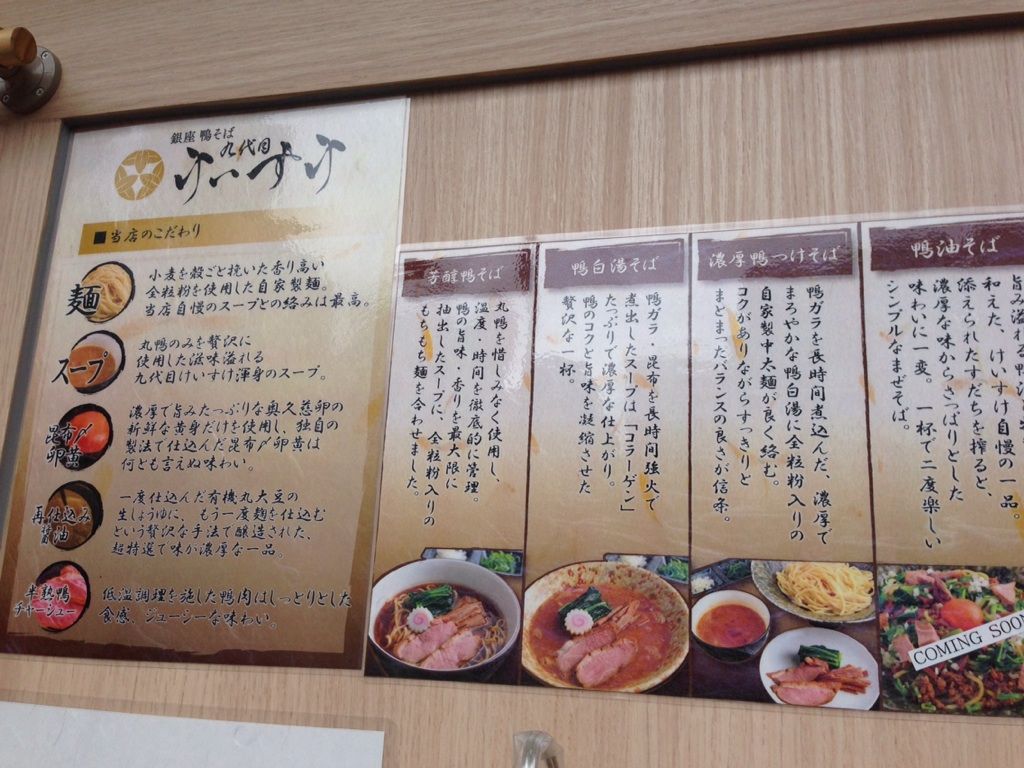 銀座 鴨そば
九代目
けいすけ
■当店のこだわり
麺
小麦を殻ごと挽いた香り高い
全粒粉を使用した自家製麺。
当店自慢のスープとの絡みは最高。
スープ
丸鴨のみを贅沢に
使用した滋味溢れる
九代目けいすけ渾身のスープ。
昆布〆
卵黄
濃厚で旨みたっぷりな奥久慈卵の
新鮮な黄身だけを使用し、独自の
製法で仕込んだ昆布〆卵黄は
何とも言えぬ味わい。
再仕込み
醤油
一度仕込んだ有機丸大豆の
生しょうゆに、もう一度麹を仕込む
という贅沢な手法で醸造された、
超特選で味が濃厚な一品。
半熟鴨
チャーシュー
低温調理を施した鴨肉はしっとりとした
食感、ジューシーな味わい。
芳醇鴨そば
丸鴨を惜しみなく使用し、
温度・時間を徹底的に管理。
鴨の旨味・香りを最大限に
抽出したスープに、全粒粉入りの
もちもち麺を合わせました。
鴨白湯そば
鴨ガラ・昆布を長時間強火で
煮出したスープは「コラーゲン」
たっぷりで濃厚な仕上がり。
鴨のコクと旨味を凝縮させた
贅沢な一杯。
濃厚鴨つけそば
鴨ガラを長時間煮込んだ、濃厚で
まろやかな鴨白湯に全粒粉入りの
自家製中太麺が良く絡む。
コクがありながらすっきりと
まとまったバランスの良さが信条。
鴨油そば
旨み溢れる
和えた、けいすけ自慢の一品。
添えられたすだちを搾ると、
濃厚な味からさっぱりとした
味わいに一変。一杯で二度楽しい
シンプルなまぜそば。
COMING SOON